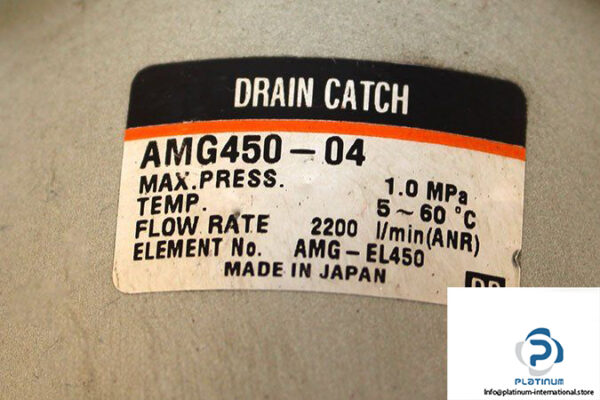 DRAIN CATCH
AMG450-04
MAX.PRESS. 1.0 MPa
TEMP. 5~60 °C
FLOW RATE 2200 l/min(ANR)
ELEMENT No. AMG-EL450
MADE IN JAPAN
PLATINUM
Info@platinum-international.store